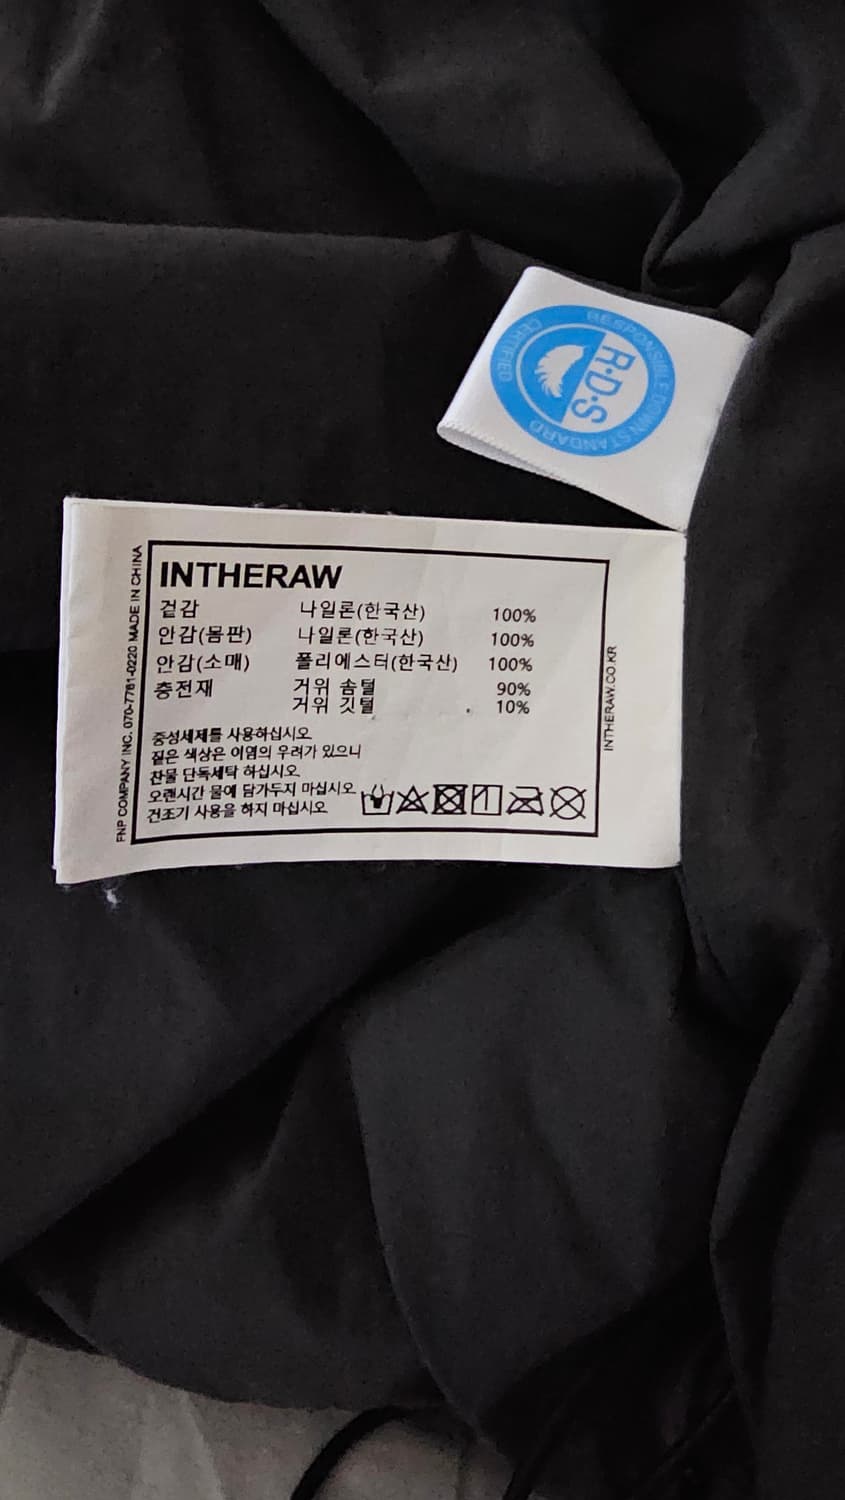 RESPONSIBLE DOWN STANDARD
CERTIFIED
R·D·S
INTHERAW
겉감 나일론(한국산) 100%
안감(몸판) 나일론(한국산) 100%
안감(소매) 폴리에스터(한국산) 100%
충전재 거위 솜털 90%
거위 깃털 10%
중성세제를 사용하십시오
짙은 색상은 이염의 우려가 있으니
찬물 단독세탁 하십시오
오랜시간 물에 담가두지 마십시오
건조기 사용을 하지 마십시오
FNP COMPANY INC. 070-7781-0220 MADE IN CHINA
INTHERAW.CO.KR